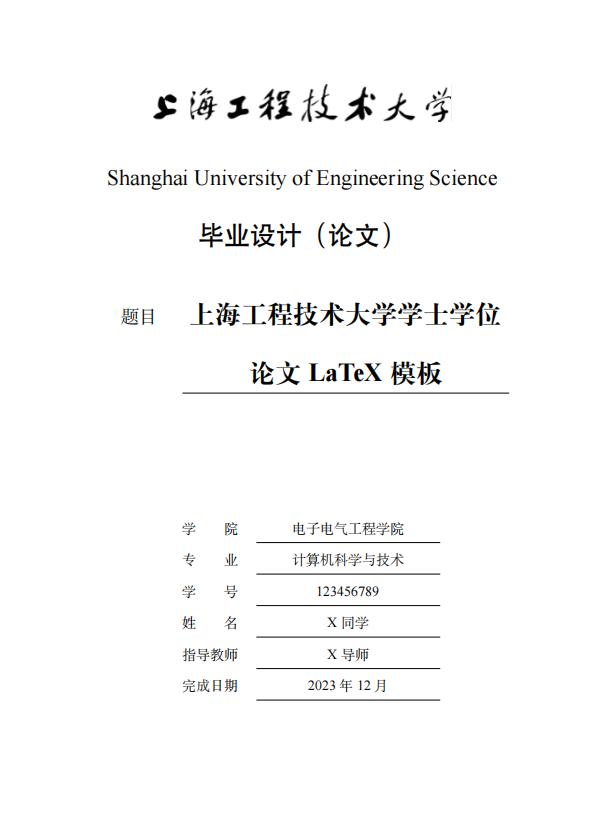 上海工程技术大学
Shanghai University of Engineering Science
毕业设计（论文）
题目 上海工程技术大学学士学位
论文 LaTeX 模板
学 院 电子电气工程学院
专 业 计算机科学与技术
学 号 123456789
姓 名 X 同学
指导教师 X 导师
完成日期 2023 年 12 月